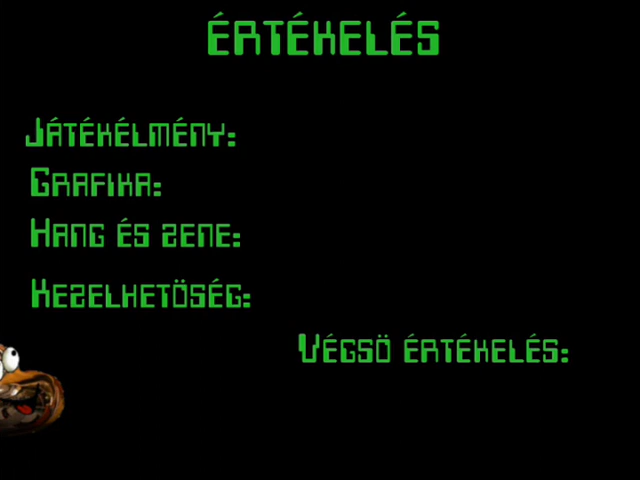 ÉRTÉKELÉS
JÁTÉKÉLMÉNY:
GRAFIKA:
HANG ÉS ZENE:
KEZELHETÖSÉG:
VÉGSÖ ÉRTÉKELÉS: